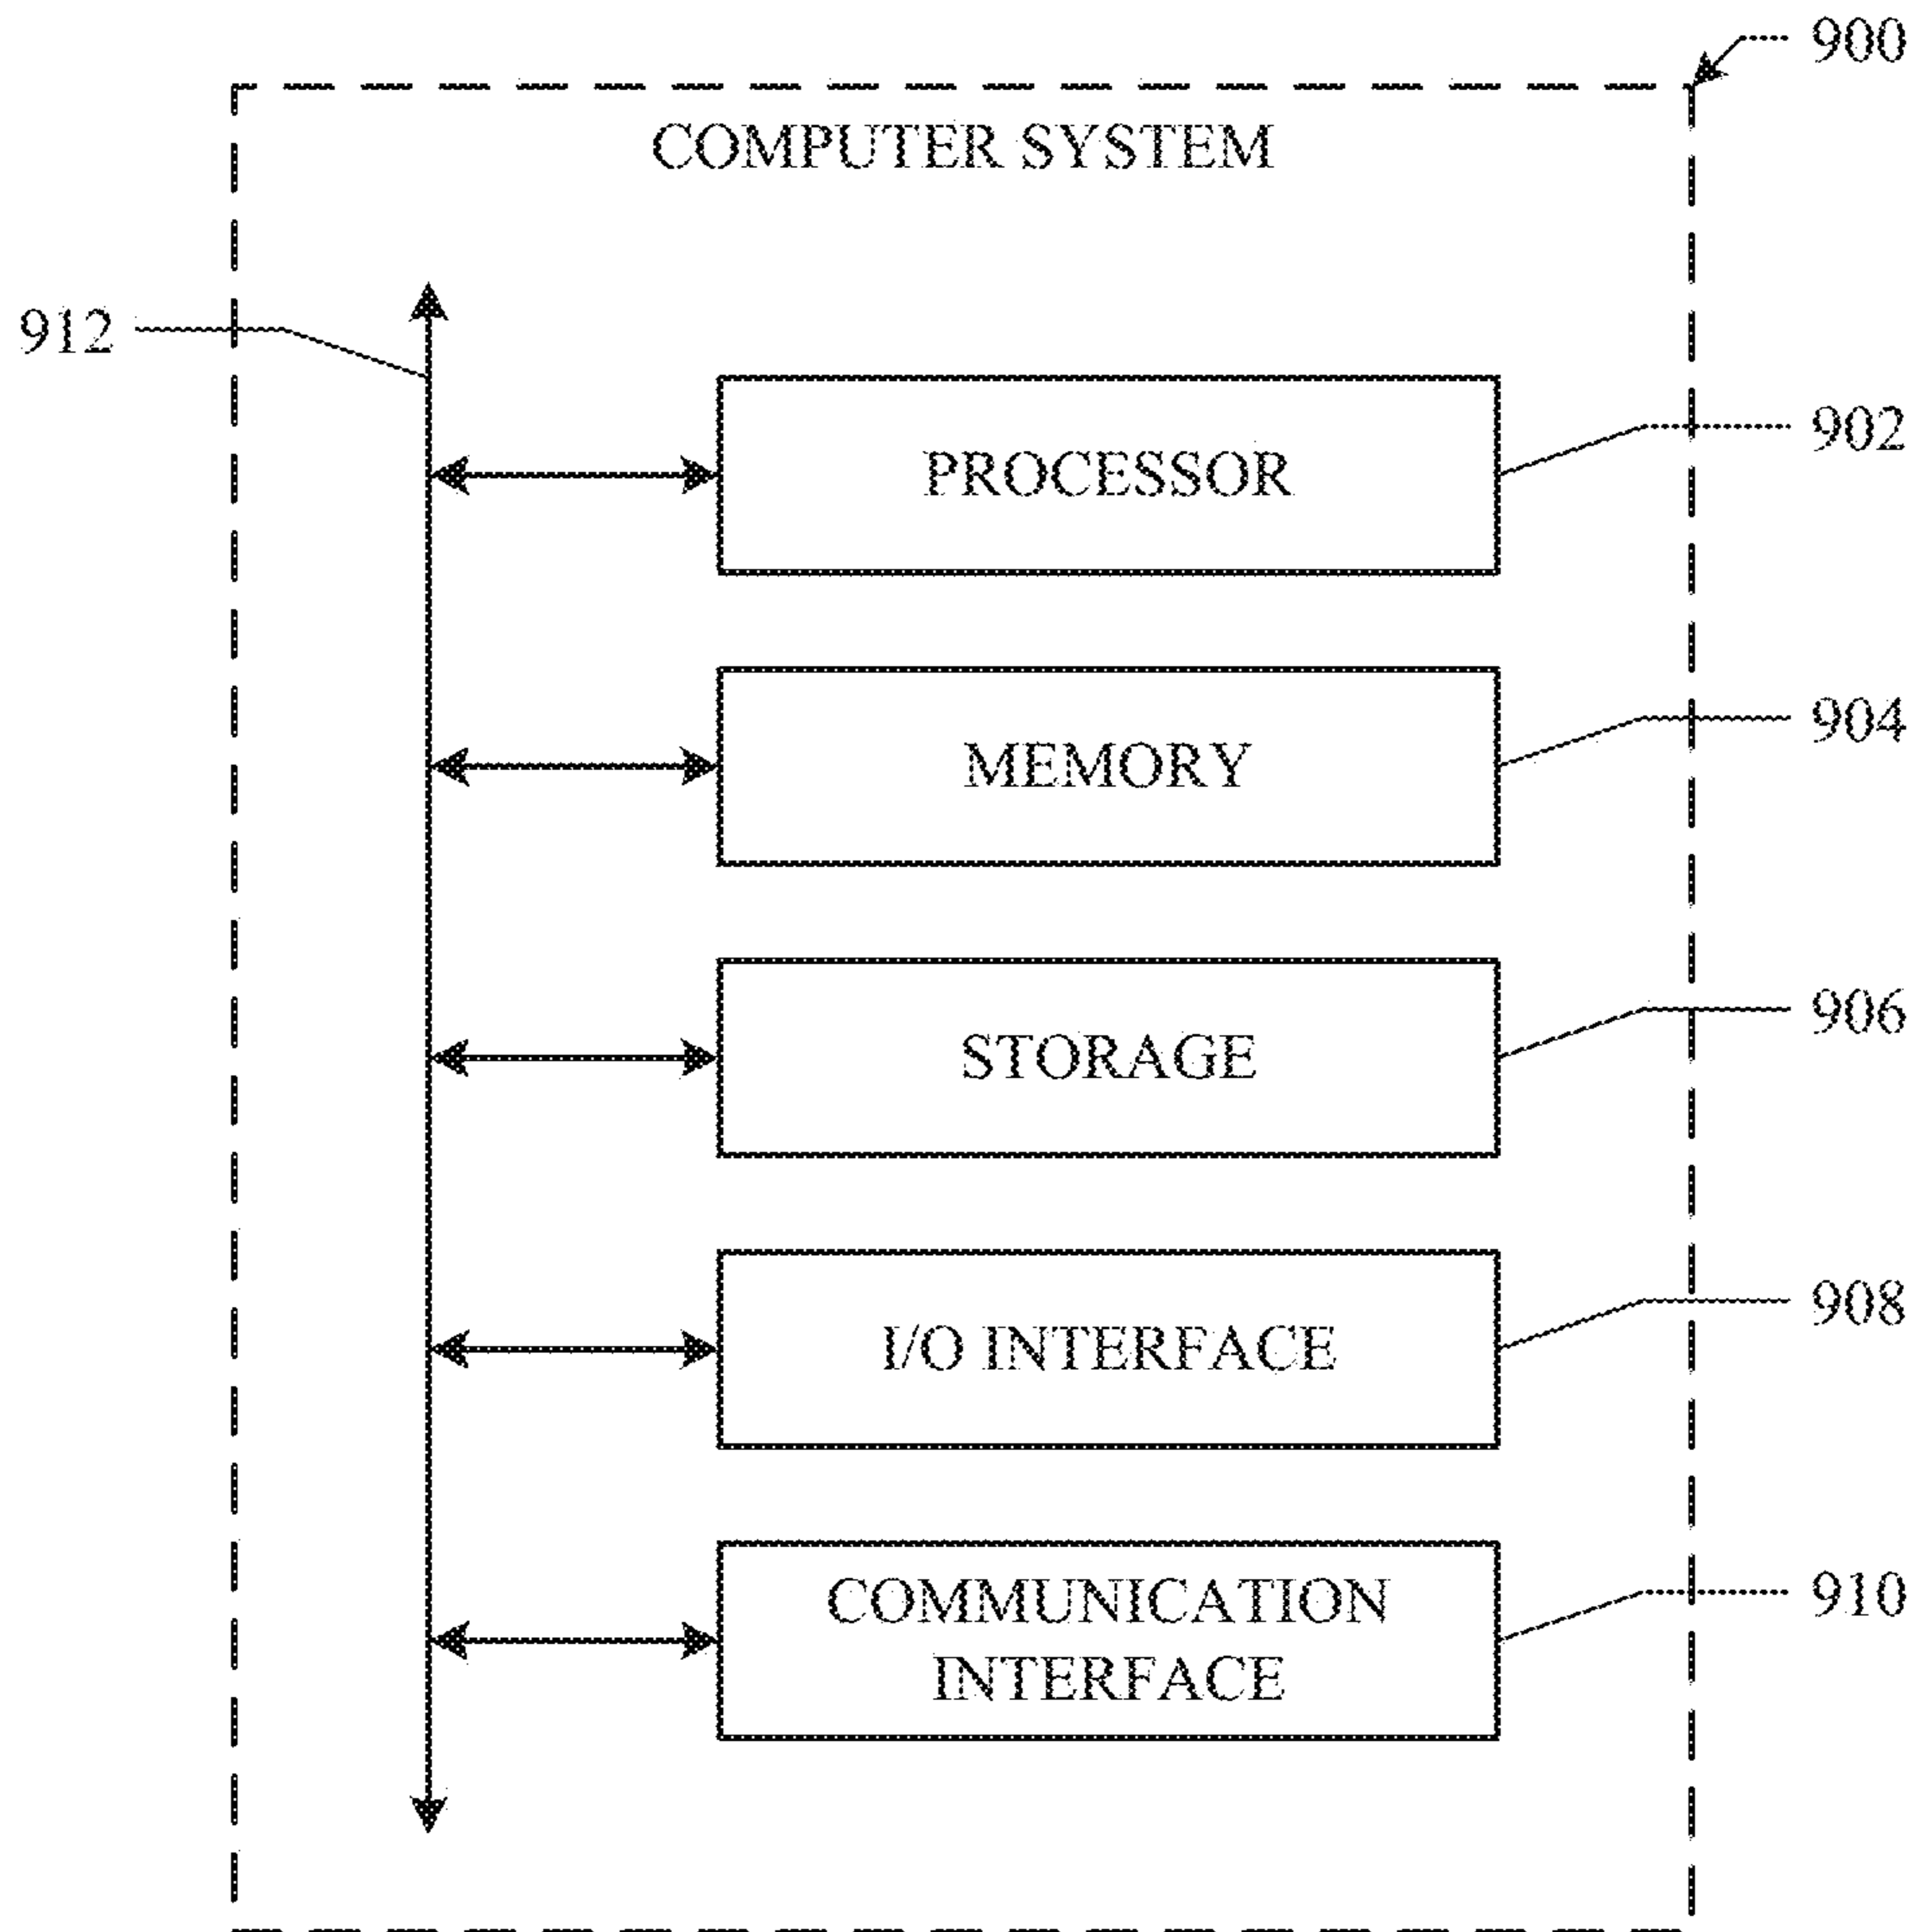 900
COMPUTER SYSTEM
912
PROCESSOR
902
MEMORY
904
STORAGE
906
I/O INTERFACE
908
COMMUNICATION
INTERFACE
910